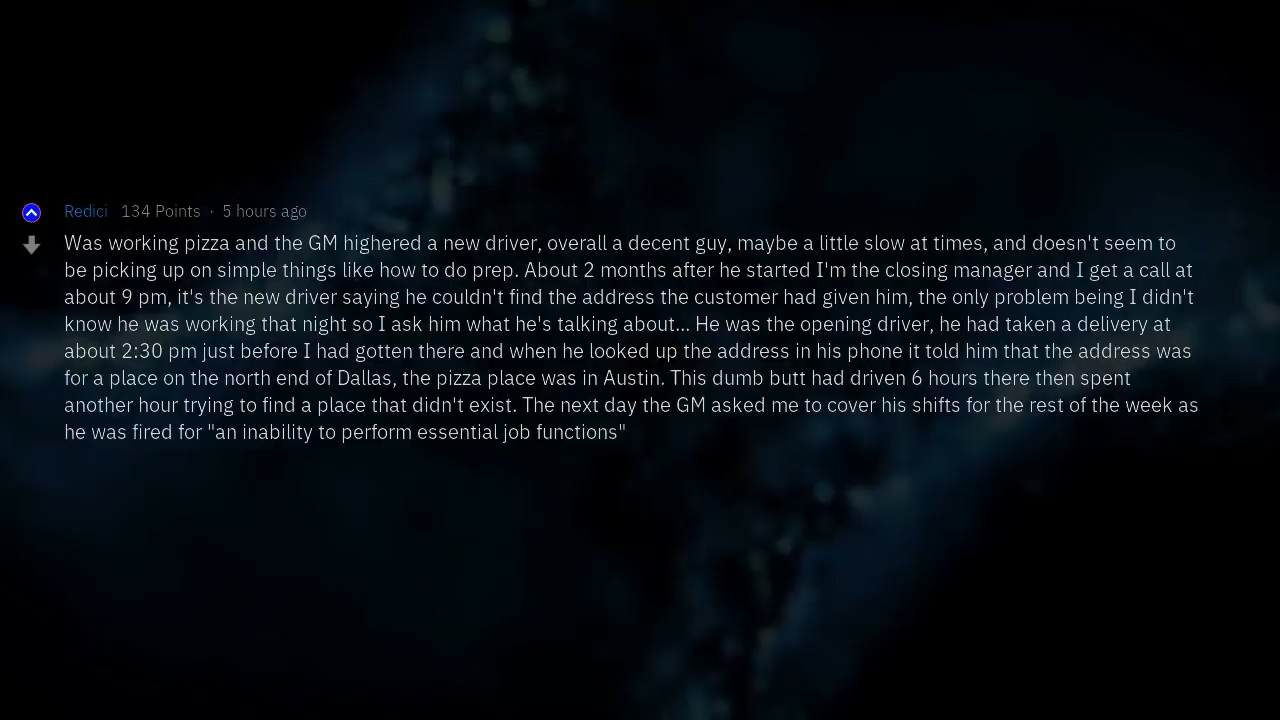 Redici 134 Points · 5 hours ago
Was working pizza and the GM highered a new driver, overall a decent guy, maybe a little slow at times, and doesn't seem to
be picking up on simple things like how to do prep. About 2 months after he started I'm the closing manager and I get a call at
about 9 pm, it's the new driver saying he couldn't find the address the customer had given him, the only problem being I didn't
know he was working that night so I ask him what he's talking about... He was the opening driver, he had taken a delivery at
about 2:30 pm just before I had gotten there and when he looked up the address in his phone it told him that the address was
for a place on the north end of Dallas, the pizza place was in Austin. This dumb butt had driven 6 hours there then spent
another hour trying to find a place that didn't exist. The next day the GM asked me to cover his shifts for the rest of the week as
he was fired for "an inability to perform essential job functions"